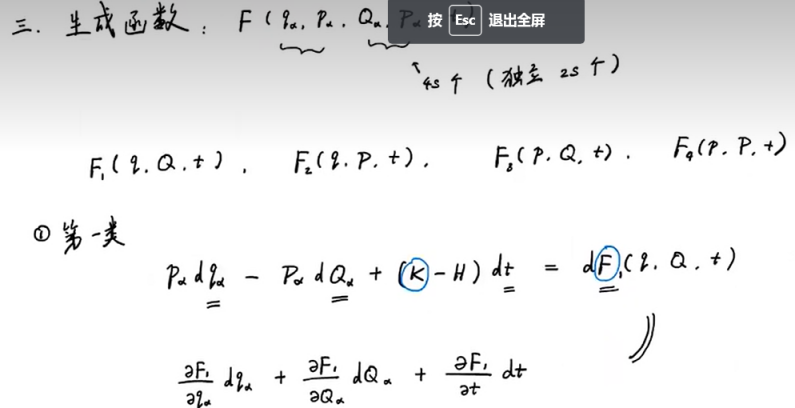 三. 生成函数: F(qα, pα, Qα, Pα
按 Esc 退出全屏
↑ 4s 个 (独立 2s 个)
F₁(q, Q, t), F₂(q, P, t), F₃(p, Q, t), F₄(p, P, t)
① 第一类
pα dqα - Pα dQα + (K - H) dt = dF₁(q, Q, t)
∂F₁/∂qα dqα + ∂F₁/∂Qα dQα + ∂F₁/∂t dt